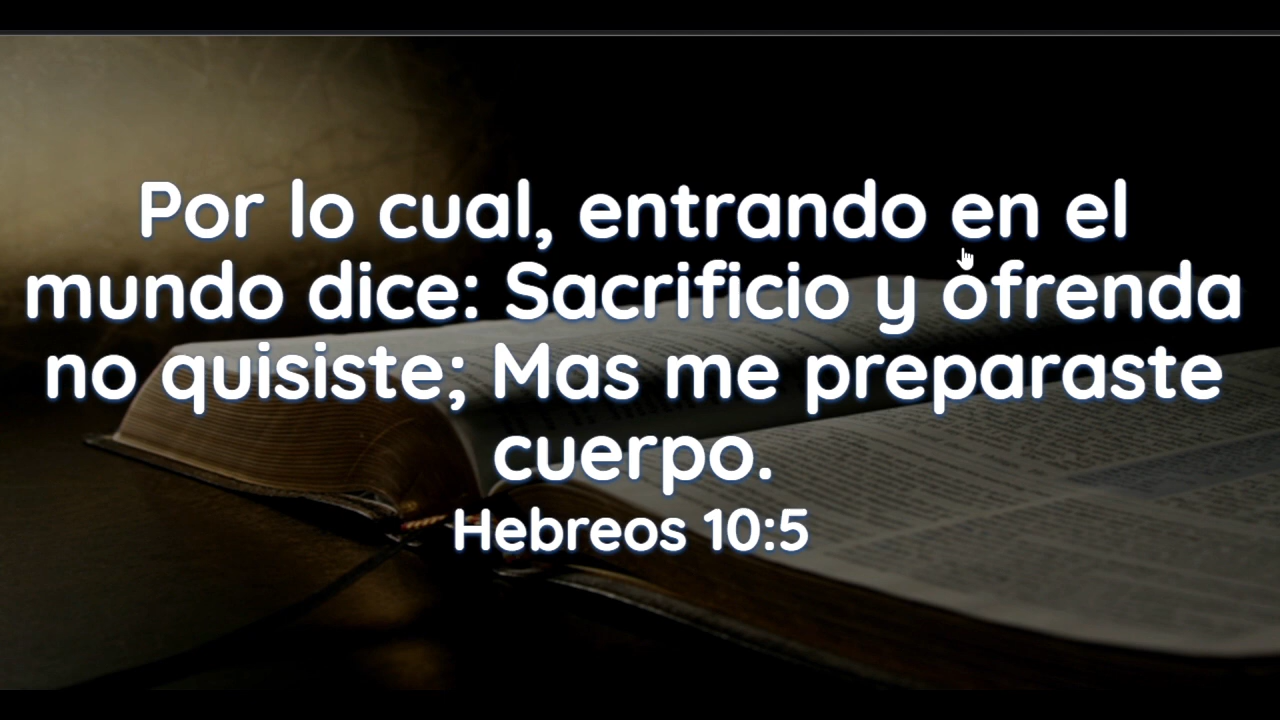 Por lo cual, entrando en el
mundo dice: Sacrificio y ofrenda
no quisiste; Mas me preparaste
cuerpo.
Hebreos 10:5